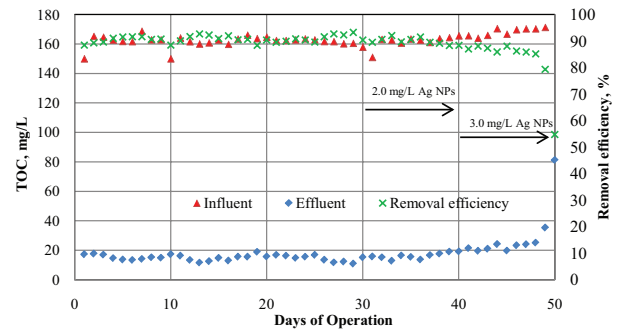 180 100
160 90
140 80
120 70
100 60
80 50
60 40
40 30
20 20
0 10
0
TOC, mg/L
Removal efficiency, %
2.0 mg/L Ag NPs
3.0 mg/L Ag NPs
Influent Effluent Removal efficiency
0 10 20 30 40 50
Days of Operation